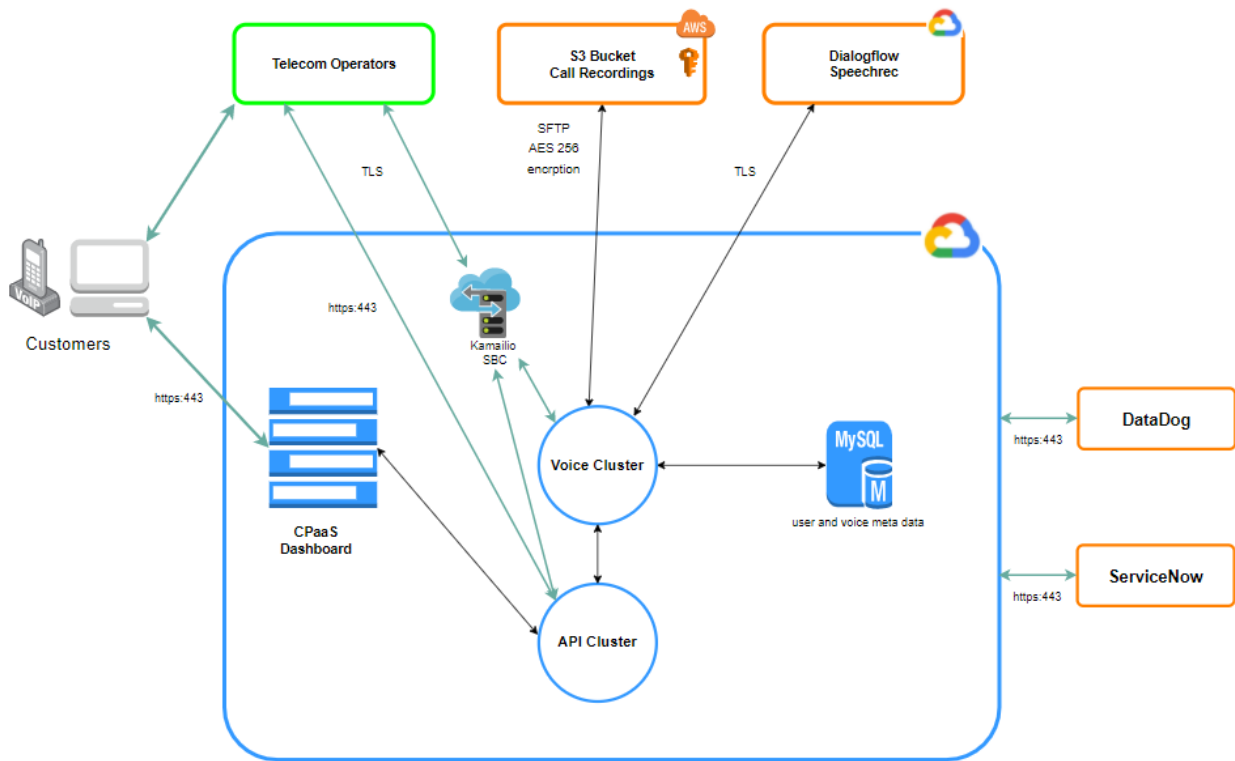 AWS
Telecom Operators
S3 Bucket
Call Recordings
Dialogflow
Speechrec
SFTP
AES 256
encrption
TLS
TLS
VoIP
Customers
https:443
Kamailio
SBC
https:443
CPaaS
Dashboard
Voice Cluster
MySQL
M
user and voice meta data
API Cluster
DataDog
https:443
ServiceNow
https:443